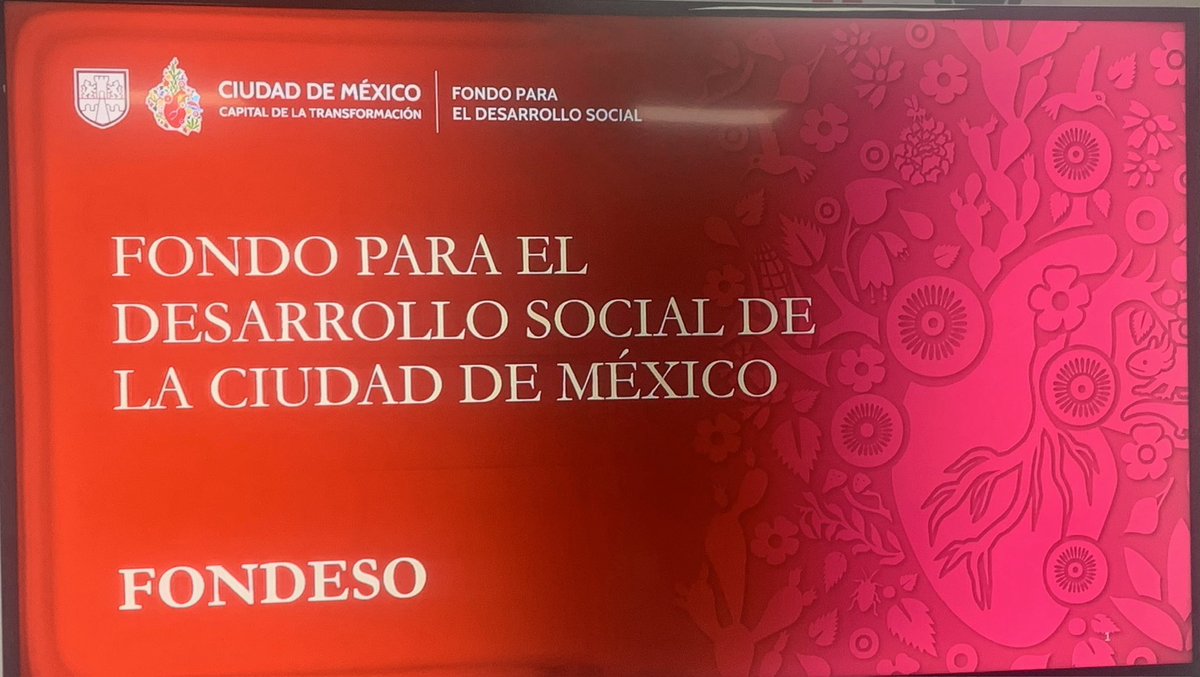 CIUDAD DE MÉXICO
CAPITAL DE LA TRANSFORMACIÓN
FONDO PARA
EL DESARROLLO SOCIAL
FONDO PARA EL
DESARROLLO SOCIAL DE
LA CIUDAD DE MÉXICO
FONDESO
1